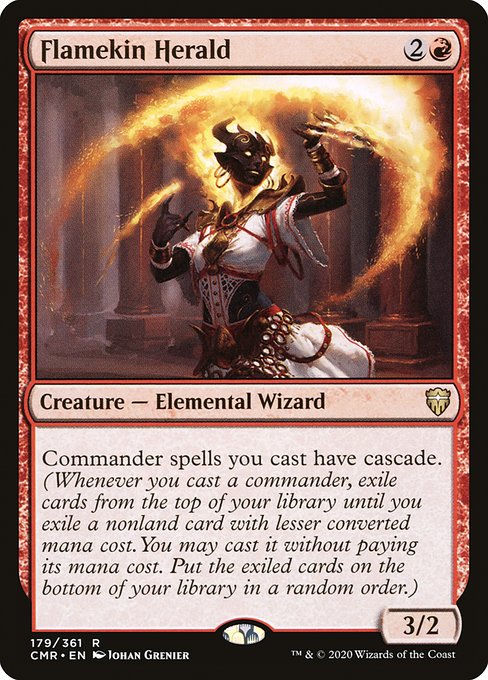 Flamekin Herald 2
Creature — Elemental Wizard
Commander spells you cast have cascade.
(Whenever you cast a commander, exile
cards from the top of your library until you
exile a nonland card with lesser converted
mana cost. You may cast it without paying
its mana cost. Put the exiled cards on the
bottom of your library in a random order.)
3/2
179/361 R
CMR • EN Johan Grenier ™ & © 2020 Wizards of the Coast